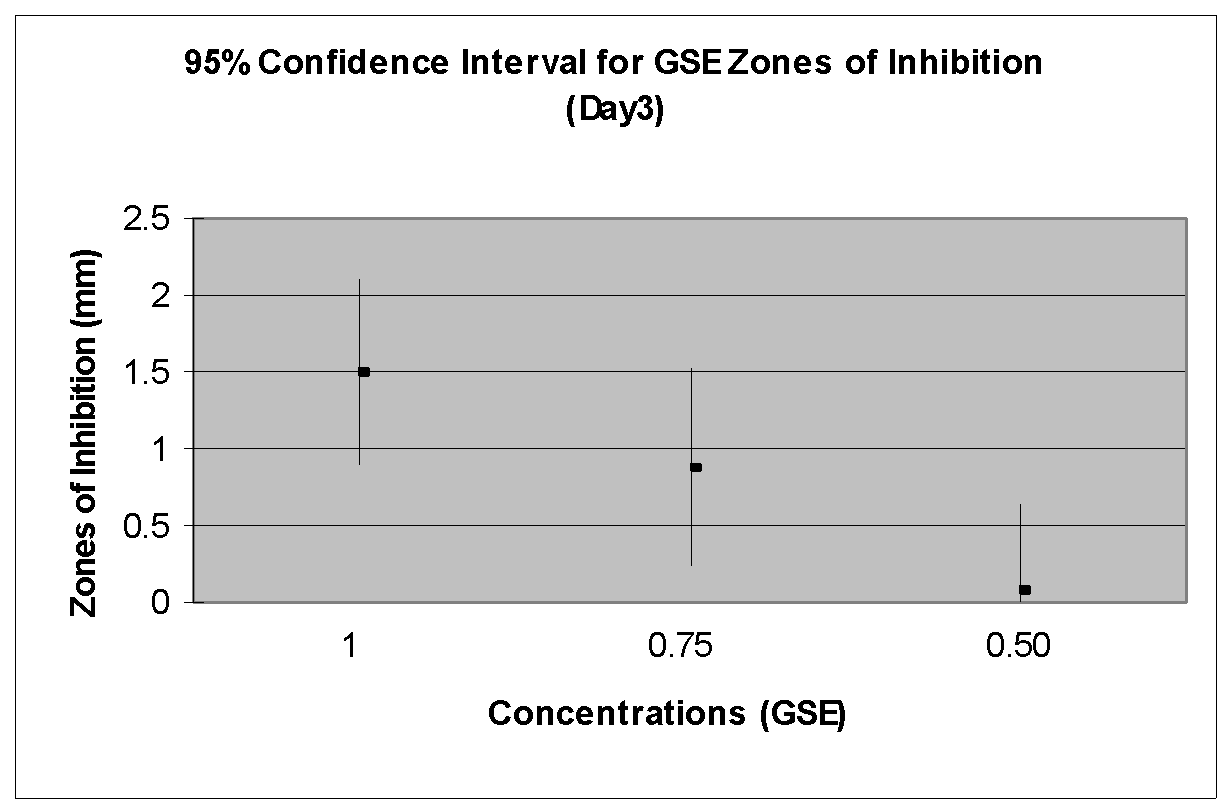 95% Confidence Interval for GSE Zones of Inhibition
(Day3)
2.5
2
1.5
1
0.5
0
Zones of Inhibition (mm)
1 0.75 0.50
Concentrations (GSE)